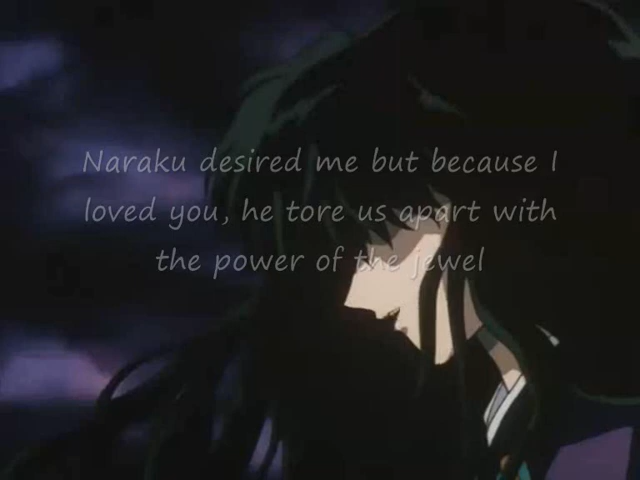 Naraku desired me but because I
loved you, he tore us apart with
the power of the jewel